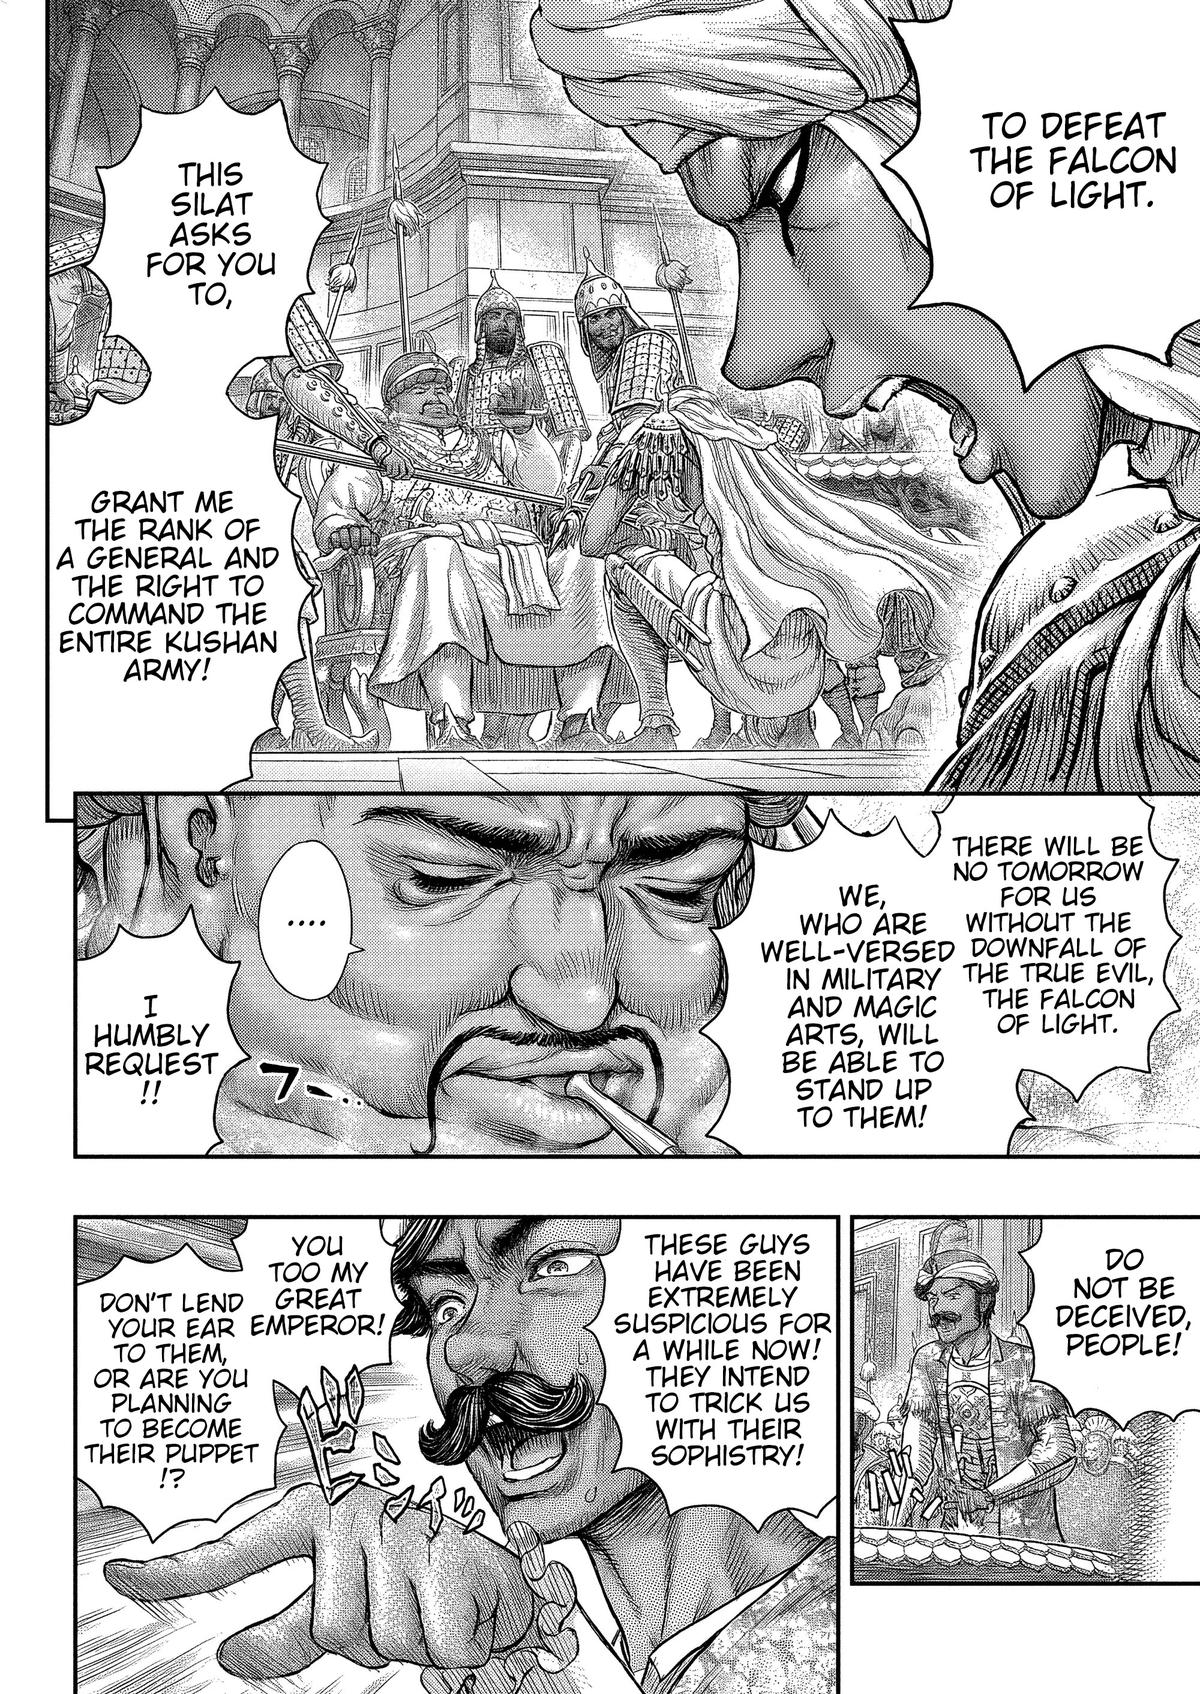 TO DEFEAT
THE FALCON
OF LIGHT.
THIS
SILAT
ASKS
FOR YOU
TO,
GRANT ME
THE RANK OF
A GENERAL AND
THE RIGHT TO
COMMAND THE
ENTIRE KUSHAN
ARMY!
THERE WILL BE
NO TOMORROW
FOR US
WITHOUT THE
DOWNFALL OF
THE TRUE EVIL,
THE FALCON
OF LIGHT.
WE,
WHO ARE
WELL-VERSED
IN MILITARY
AND MAGIC
ARTS, WILL
BE ABLE TO
STAND UP
TO THEM!
....
フー…
I
HUMBLY
REQUEST
!!
DO
NOT BE
DECEIVED,
PEOPLE!
THESE GUYS
HAVE BEEN
EXTREMELY
SUSPICIOUS FOR
A WHILE NOW!
THEY INTEND
TO TRICK US
WITH THEIR
SOPHISTRY!
YOU
TOO MY
GREAT
EMPEROR!
DON'T LEND
YOUR EAR
TO THEM,
OR ARE YOU
PLANNING
TO BECOME
THEIR PUPPET
!?